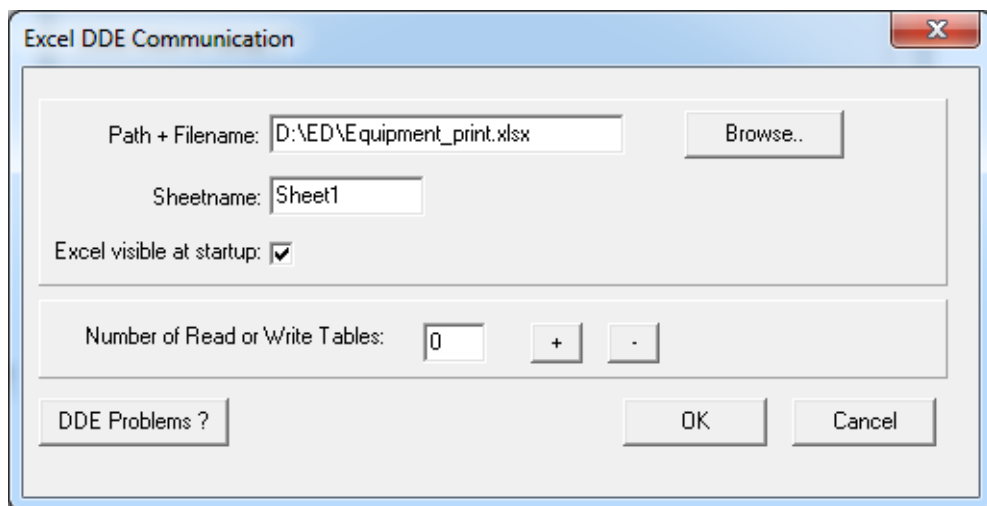 Excel DDE Communication
Path + Filename: D:\ED\Equipment_print.xlsx Browse..
Sheetname: Sheet1
Excel visible at startup:
Number of Read or Write Tables: 0 + -
DDE Problems ? OK Cancel